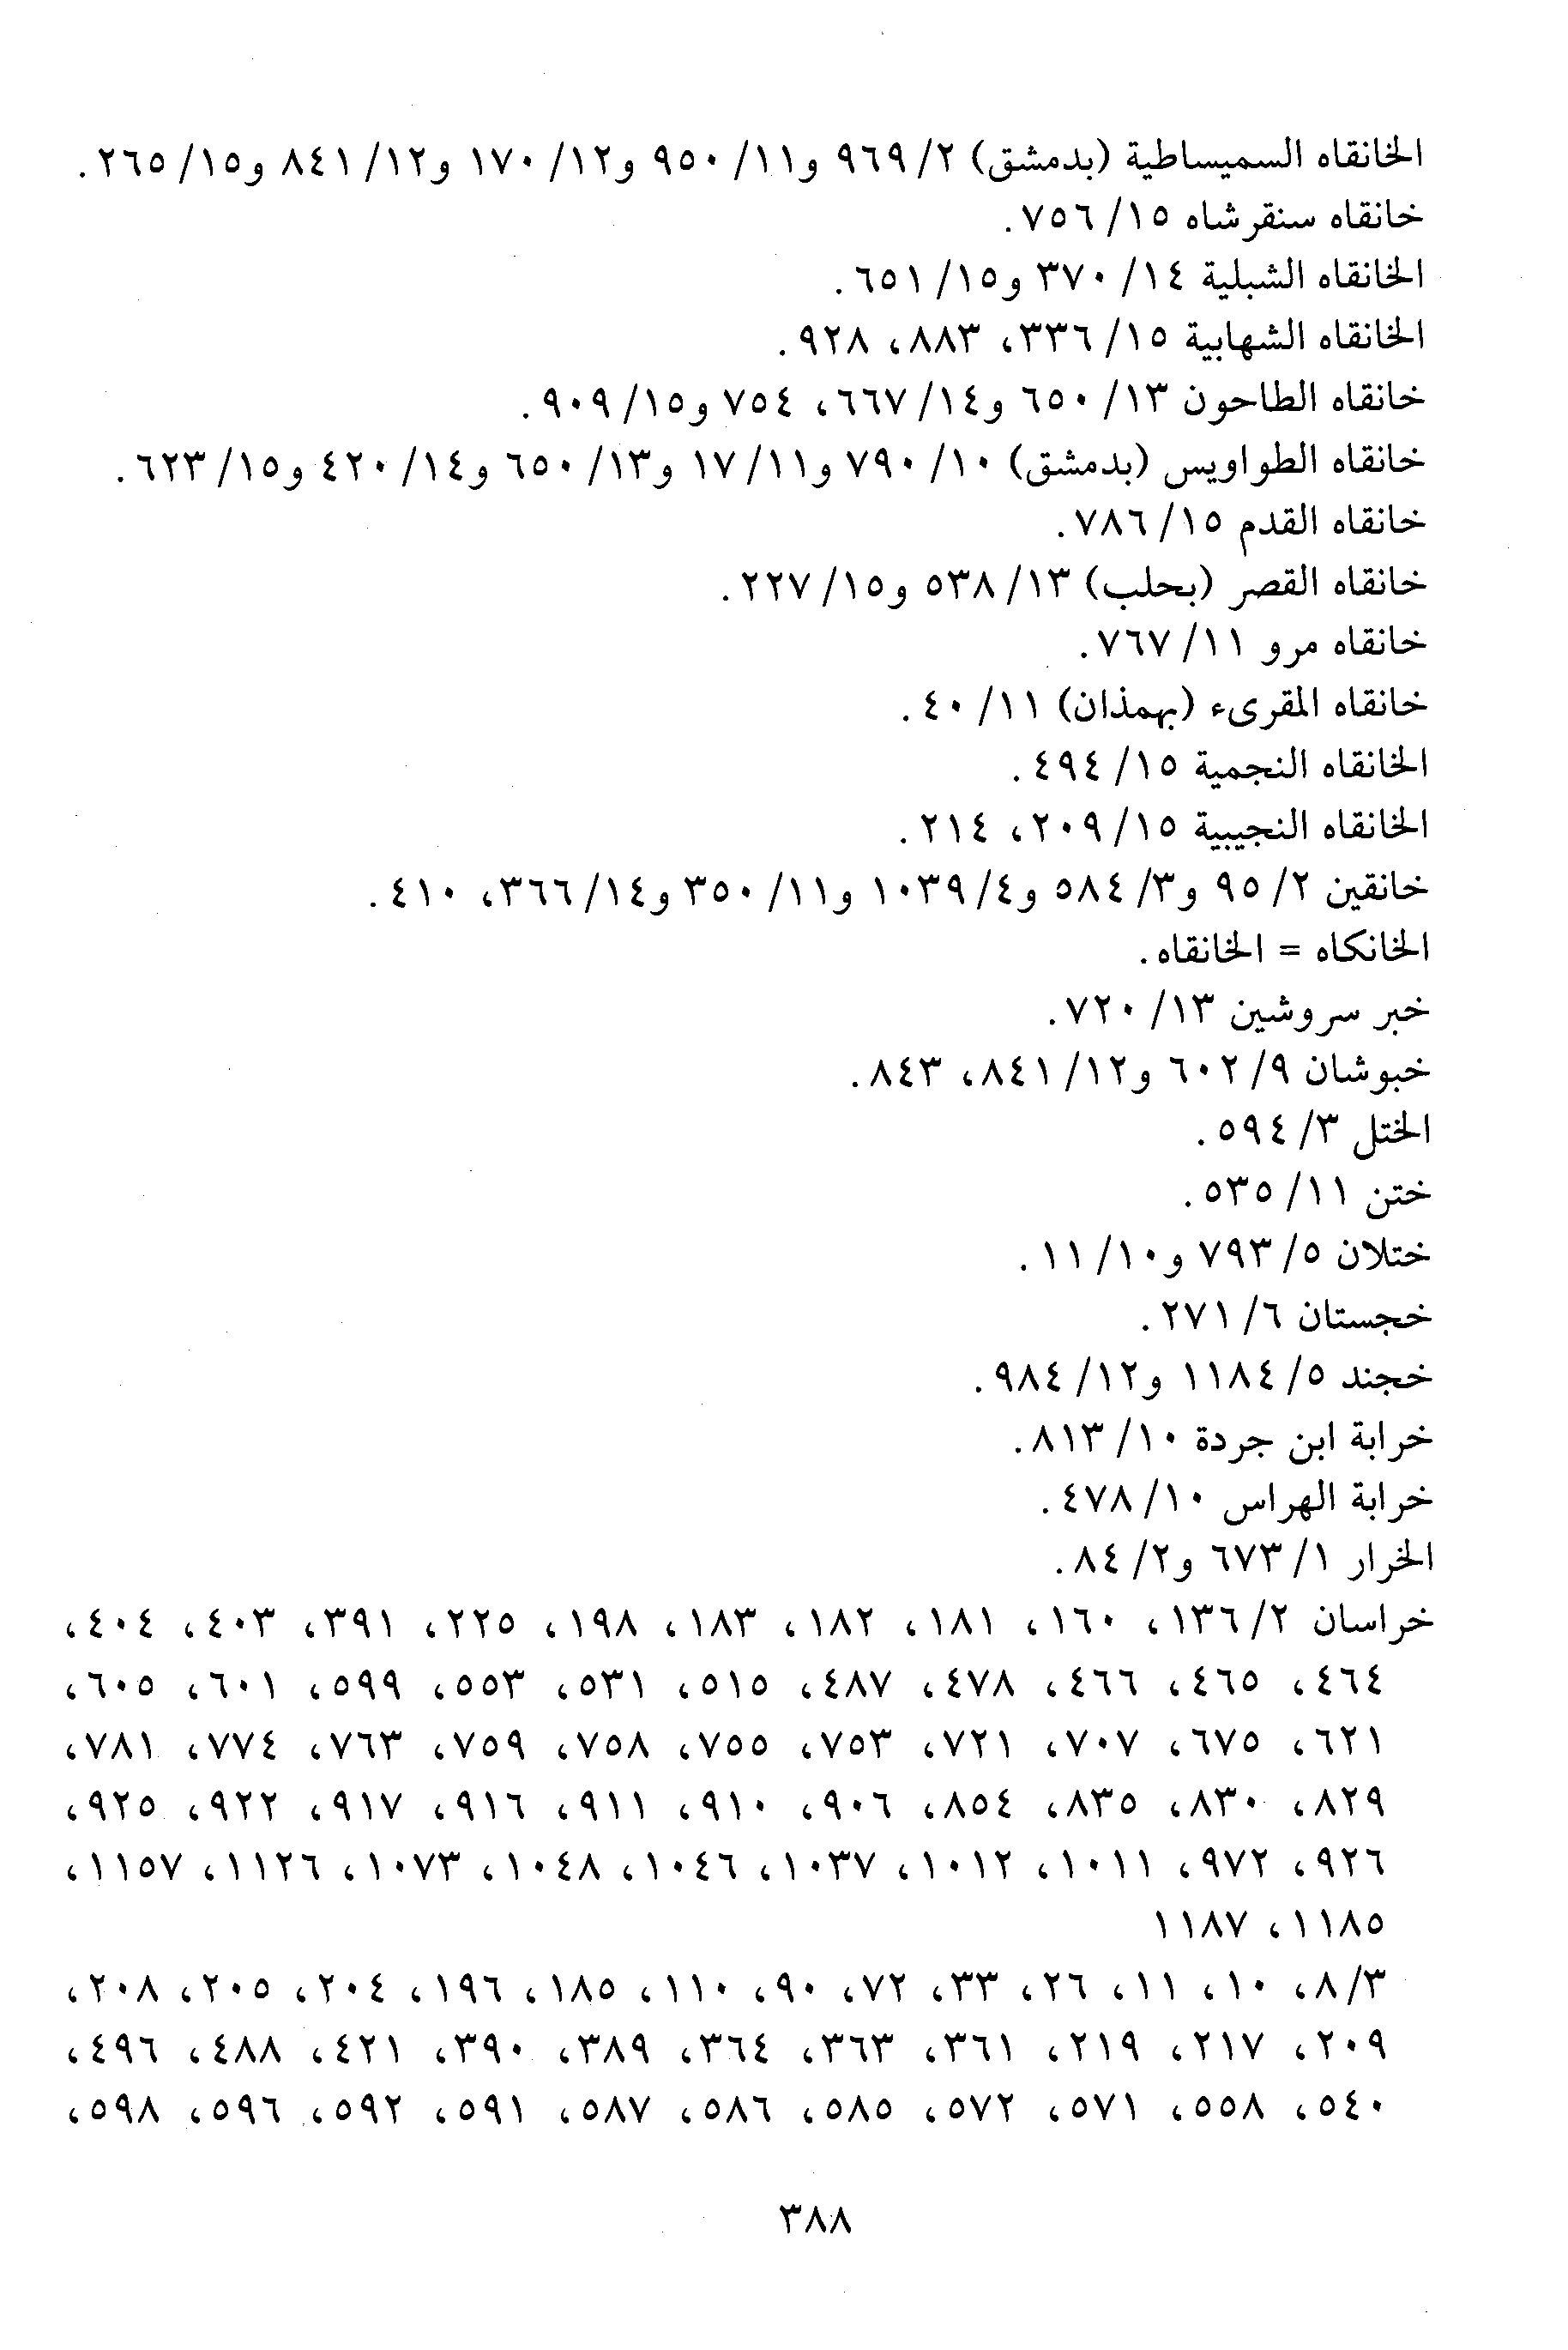 الخانقاه السميساطية (بدمشق) ٢/ ٩٦٩ و١١/ ٩٥٠ و١٢/ ١٧٠ و١٢/ ٨٤١ و١٥/ ٢٦٥.
خانقاه سنقرشاه ١٥/ ٧٥٦.
الخانقاه الشبلية ١٤/ ٣٧٠ و١٥/ ٦٥١.
الخانقاه الشهابية ١٥/ ٣٣٦، ٨٨٣، ٩٢٨.
خانقاه الطاحون ١٣/ ٦٥٠ و١٤/ ٦٦٧، ٧٥٤ و١٥/ ٩٠٩.
خانقاه الطواويس (بدمشق) ١٠/ ٧٩٠ و١١/ ١٧ و١٣/ ٦٥٠ و١٤/ ٤٢٠ و١٥/ ٦٢٣.
خانقاه القدم ١٥/ ٧٨٦.
خانقاه القصر (بحلب) ١٣/ ٥٣٨ و١٥/ ٢٢٧.
خانقاه مرو ١١/ ٧٦٧.
خانقاه المقرىء (بهمذان) ١١/ ٤٠.
الخانقاه النجمية ١٥/ ٤٩٤.
الخانقاه النجيبية ١٥/ ٢٠٩، ٢١٤.
خانقين ٢/ ٩٥ و٣/ ٥٨٤ و٤/ ١٠٣٩ و١١/ ٣٥٠ و١٤/ ٣٦٦، ٤١٠.
الخانكاه = الخانقاه.
خبر سروشين ١٣/ ٧٢٠.
خبوشان ٩/ ٦٠٢ و١٢/ ٨٤١، ٨٤٣.
الختل ٣/ ٥٩٤.
ختن ١١/ ٥٣٥.
ختلان ٥/ ٧٩٣ و١٠/ ١١.
خجستان ٦/ ٢٧١.
خجند ٥/ ١١٨٤ و١٢/ ٩٨٤.
خرابة ابن جردة ١٠/ ٨١٣.
خرابة الهراس ١٠/ ٤٧٨.
الخرار ١/ ٦٧٣ و٢/ ٨٤.
خراسان ٢/ ١٣٦، ١٦٠، ١٨١، ١٨٢، ١٨٣، ١٩٨، ٢٢٥، ٣٩١، ٤٠٣، ٤٠٤،
٤٦٤، ٤٦٥، ٤٦٦، ٤٧٨، ٤٨٧، ٥١٥، ٥٣١، ٥٥٣، ٥٩٩، ٦٠١، ٦٠٥،
٦٢١، ٦٧٥، ٧٠٧، ٧٢١، ٧٥٣، ٧٥٥، ٧٥٨، ٧٥٩، ٧٦٣، ٧٧٤، ٧٨١،
٨٢٩، ٨٣٠، ٨٣٥، ٨٥٤، ٩٠٦، ٩١٠، ٩١١، ٩١٦، ٩١٧، ٩٢٢، ٩٢٥،
٩٢٦، ٩٧٢، ١٠١١، ١٠١٢، ١٠٣٧، ١٠٤٦، ١٠٤٨، ١٠٧٣، ١١٢٦، ١١٥٧،
١١٨٥، ١١٨٧
٣/ ٨، ١٠، ١١، ٢٦، ٣٣، ٧٢، ٩٠، ١١٠، ١٨٥، ١٩٦، ٢٠٤، ٢٠٥، ٢٠٨،
٢٠٩، ٢١٧، ٢١٩، ٣٦١، ٣٦٣، ٣٦٤، ٣٨٩، ٣٩٠، ٤٢١، ٤٨٨، ٤٩٦،
٥٤٠، ٥٥٨، ٥٧١، ٥٧٢، ٥٨٥، ٥٨٦، ٥٨٧، ٥٩١، ٥٩٢، ٥٩٦، ٥٩٨،
٣٨٨